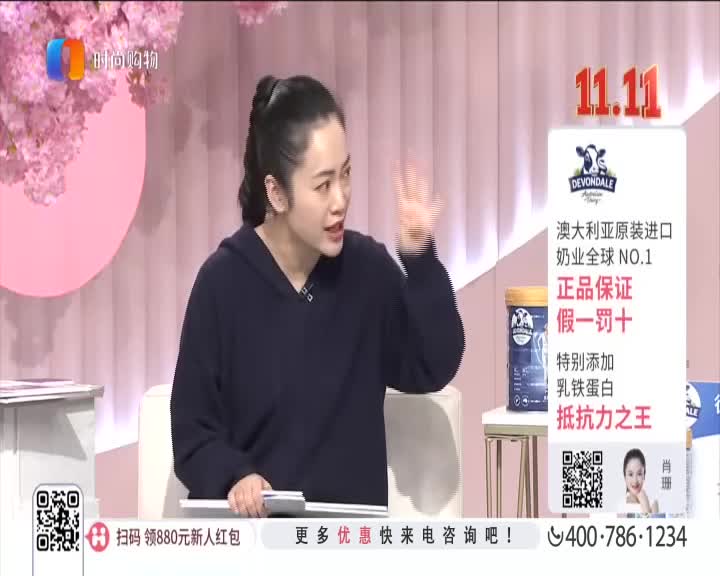 时尚购物
11.11
DEVONDALE
澳大利亚原装进口
奶业全球 NO.1
正品保证
假一罚十
特别添加
乳铁蛋白
抵抗力之王
肖珊
扫码 领880元新人红包
更多优惠快来电咨询吧！
400·786·1234